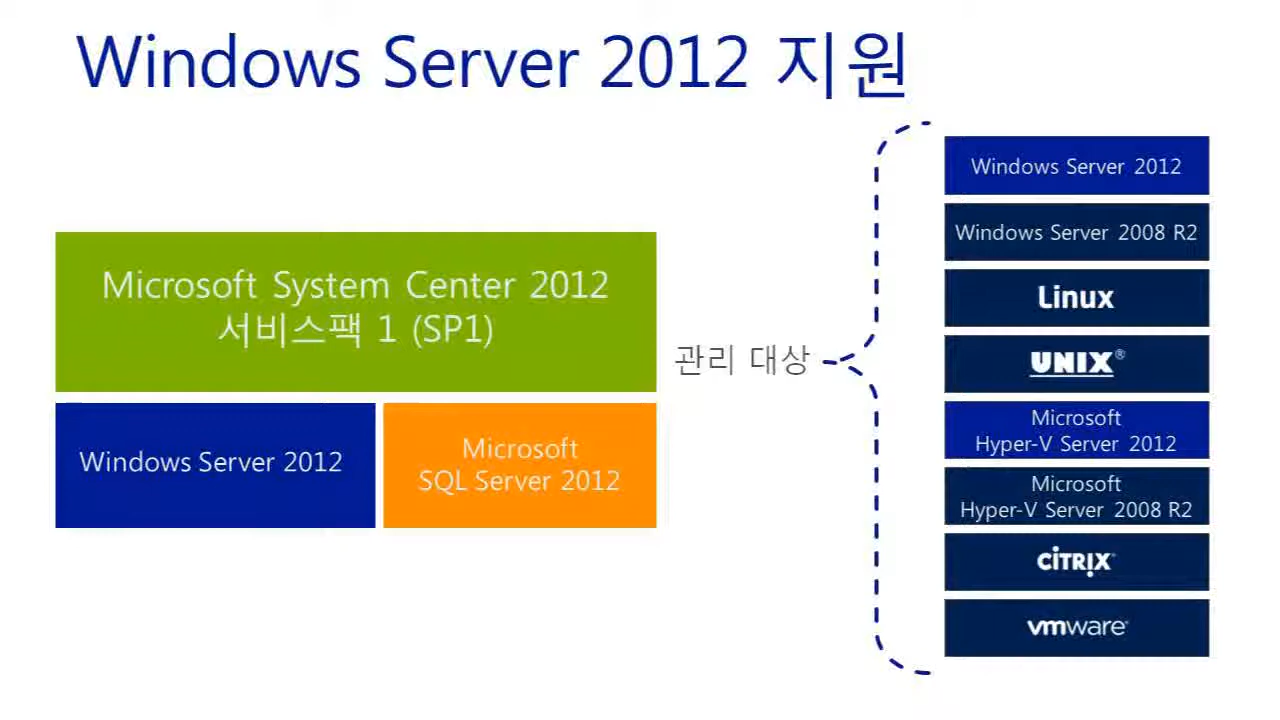 Windows Server 2012 지원
Microsoft System Center 2012
서비스팩 1 (SP1)
Windows Server 2012
Microsoft
SQL Server 2012
관리 대상
Windows Server 2012
Windows Server 2008 R2
Linux
UNIX®
Microsoft
Hyper-V Server 2012
Microsoft
Hyper-V Server 2008 R2
CiTRIX
vmware